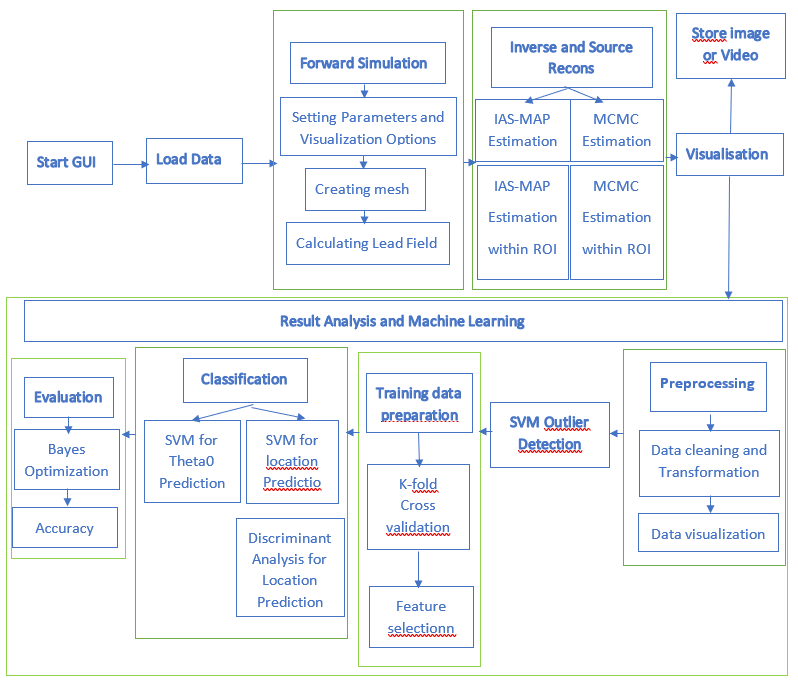 Start GUI
Load Data
Forward Simulation
Setting Parameters and
Visualization Options
Creating mesh
Calculating Lead Field
Inverse and Source
Recons
IAS-MAP
Estimation
MCMC
Estimation
IAS-MAP
Estimation
within ROI
MCMC
Estimation
within ROI
Store image
or Video
Visualisation
Result Analysis and Machine Learning
Preprocessing
Data cleaning and
Transformation
Data visualization
SVM Outlier
Detection
Training data
preparation
K-fold
Cross
validation
Feature
selectionn
Classification
SVM for
Theta0
Prediction
SVM for
location
Predictio
Discriminant
Analysis for
Location
Prediction
Evaluation
Bayes
Optimization
Accuracy